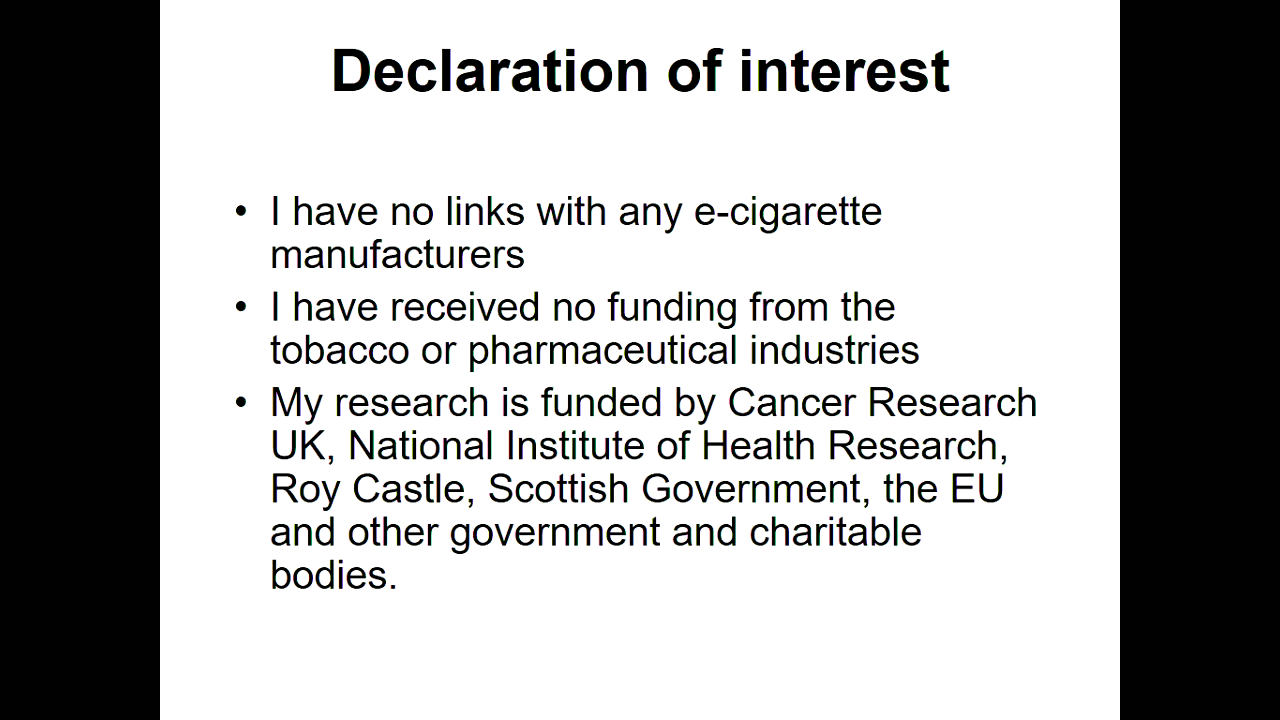 Declaration of interest
• I have no links with any e-cigarette
manufacturers
• I have received no funding from the
tobacco or pharmaceutical industries
• My research is funded by Cancer Research
UK, National Institute of Health Research,
Roy Castle, Scottish Government, the EU
and other government and charitable
bodies.